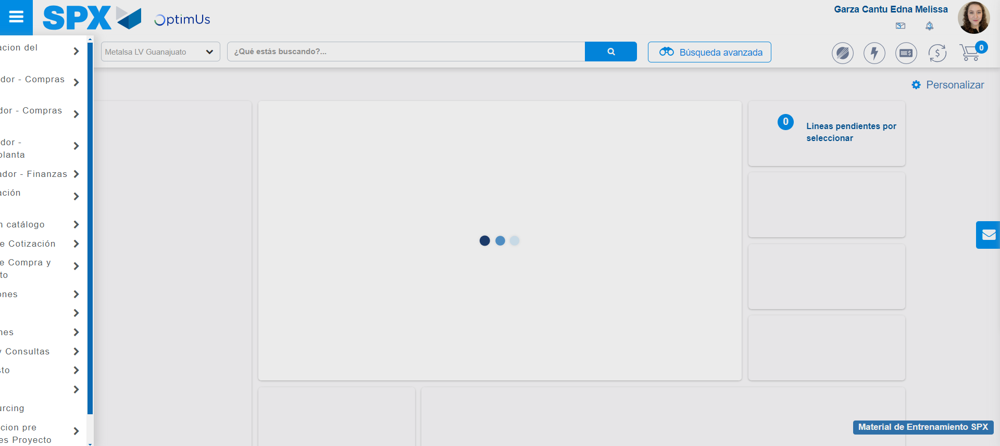 SPX
OptimUs
Garza Cantu Edna Melissa
Metalsa LV Guanajuato
¿Qué estás buscando?...
Búsqueda avanzada
0
Personalizar
acion del
dor - Compras
dor - Compras
dor -
planta
ador - Finanzas
ación
n catálogo
e Cotización
e Compra y
to
ones
nes
y Consultas
sto
urcing
cion pre
es Proyecto
0
Lineas pendientes por
seleccionar
Material de Entrenamiento SPX